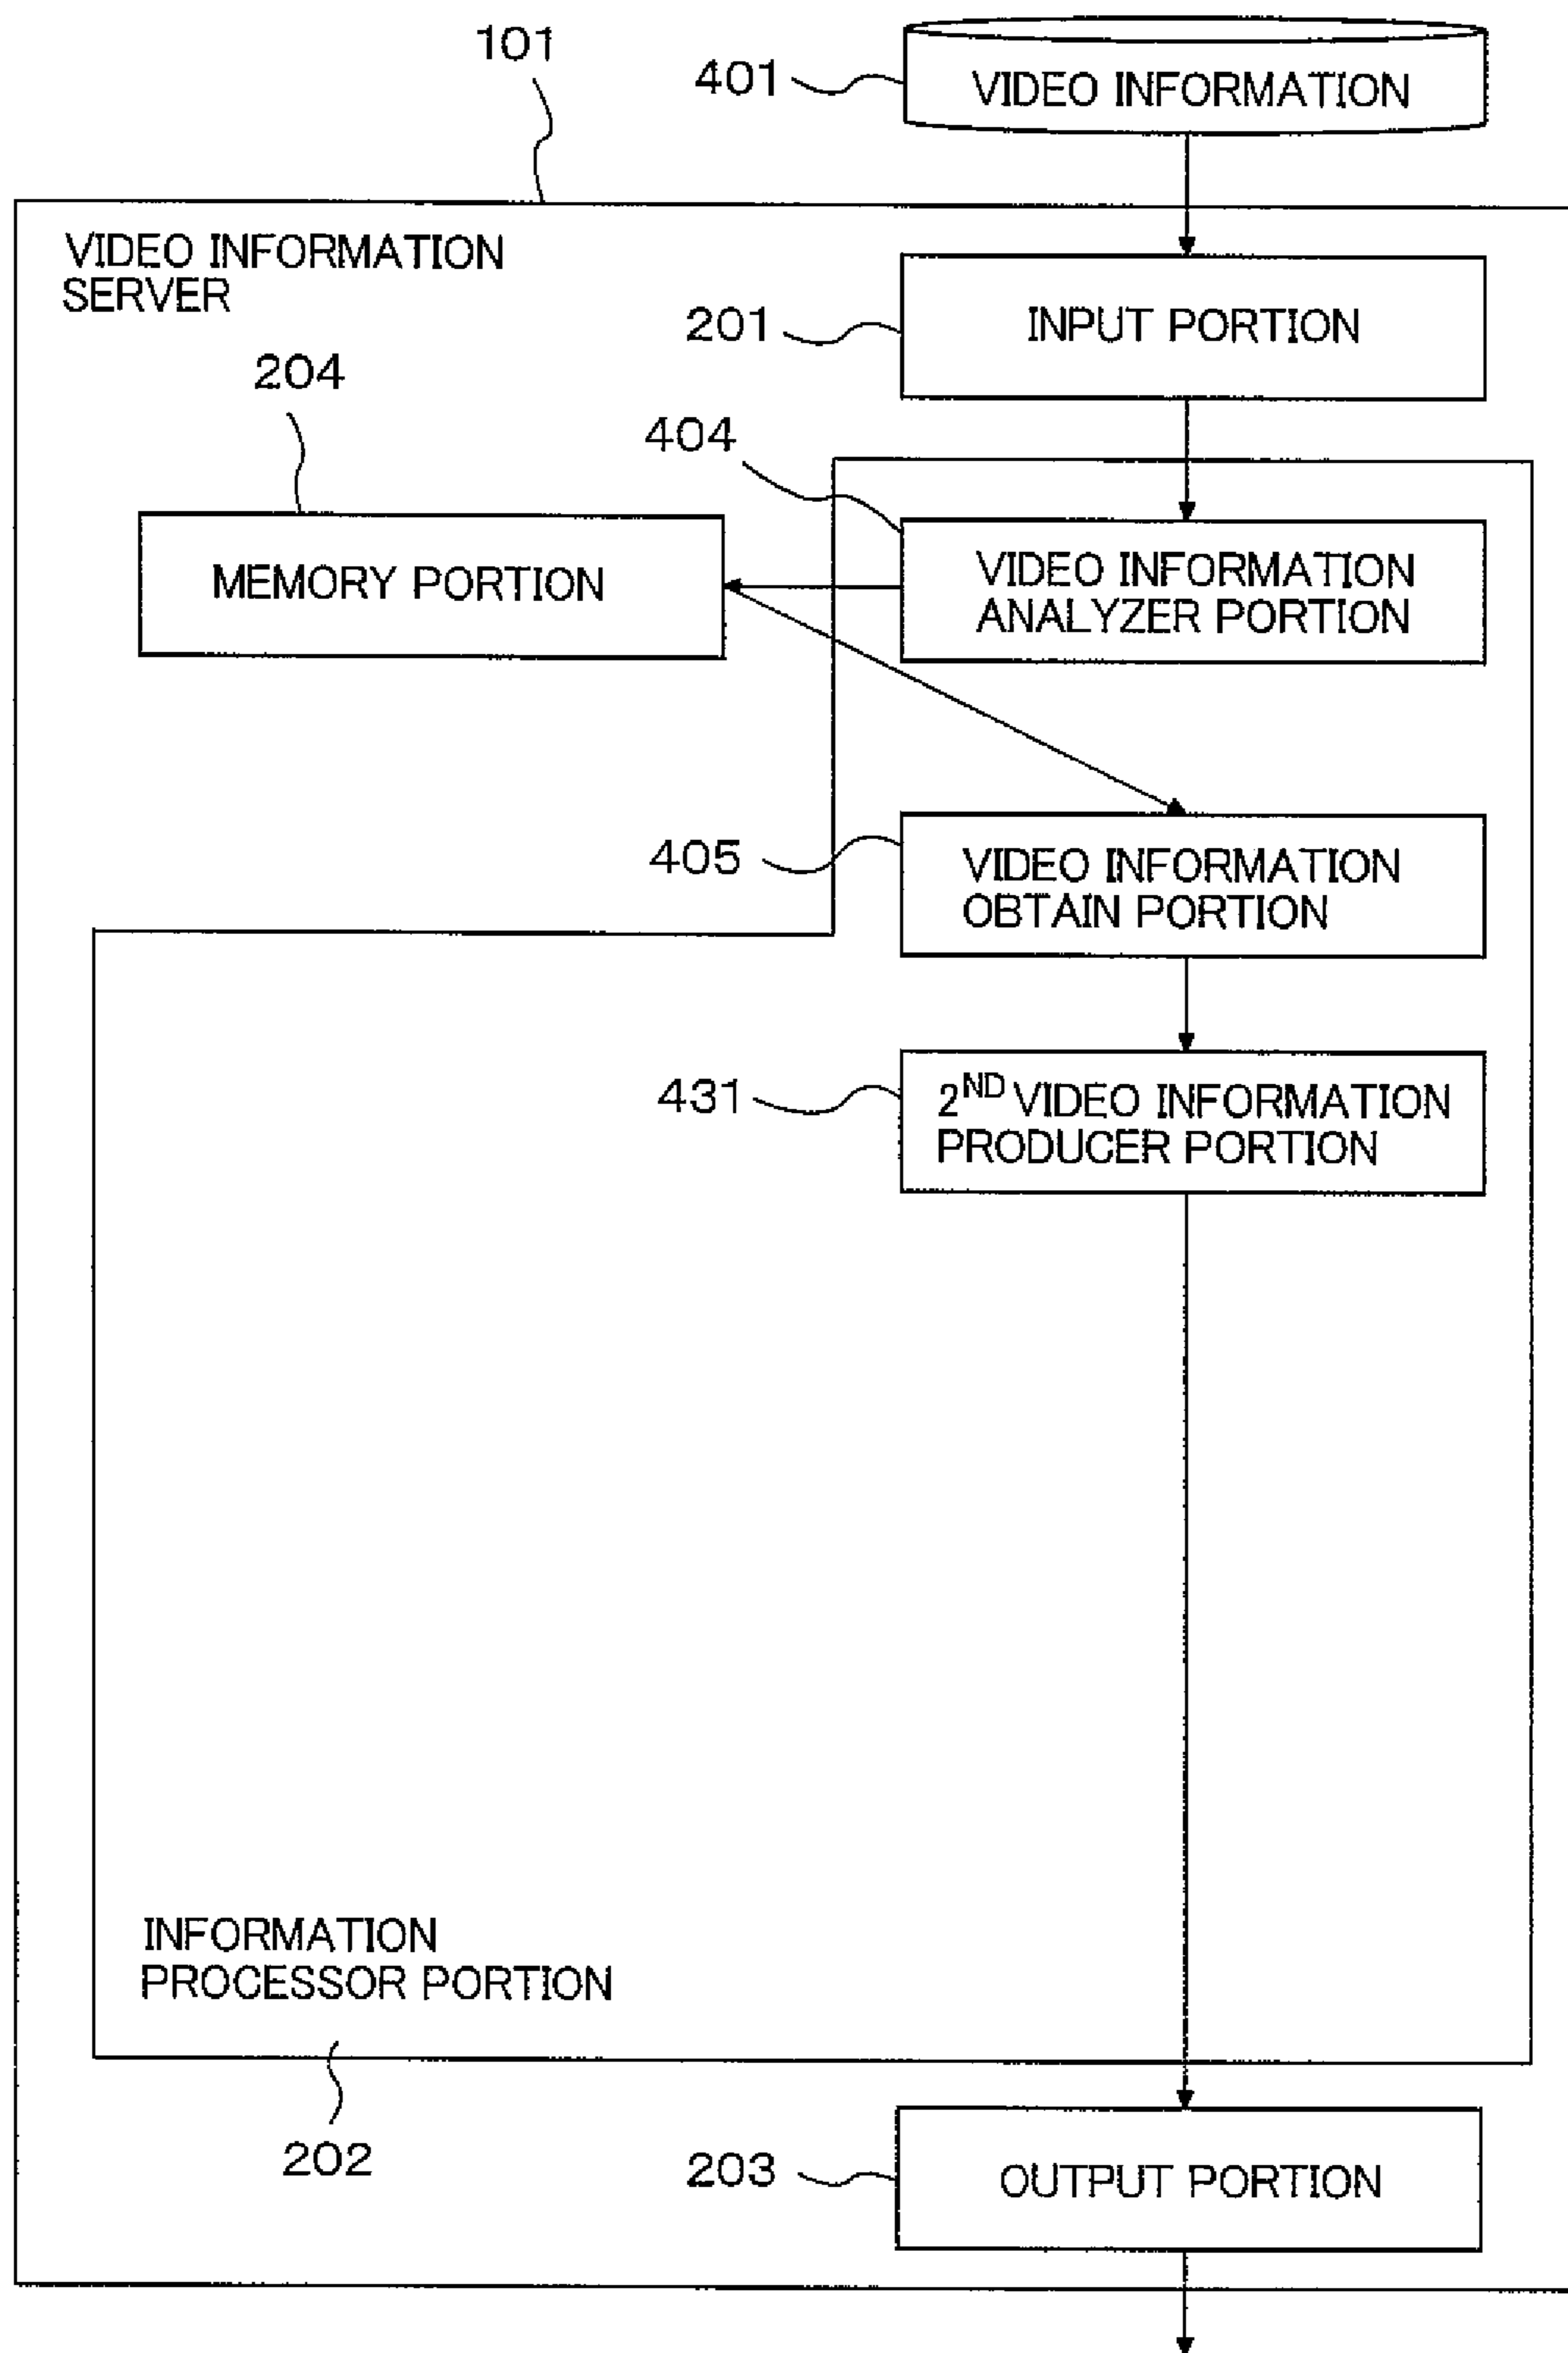 101
401
VIDEO INFORMATION
VIDEO INFORMATION
SERVER
201
INPUT PORTION
204
404
MEMORY PORTION
VIDEO INFORMATION
ANALYZER PORTION
405
VIDEO INFORMATION
OBTAIN PORTION
431
2ND VIDEO INFORMATION
PRODUCER PORTION
INFORMATION
PROCESSOR PORTION
202
203
OUTPUT PORTION